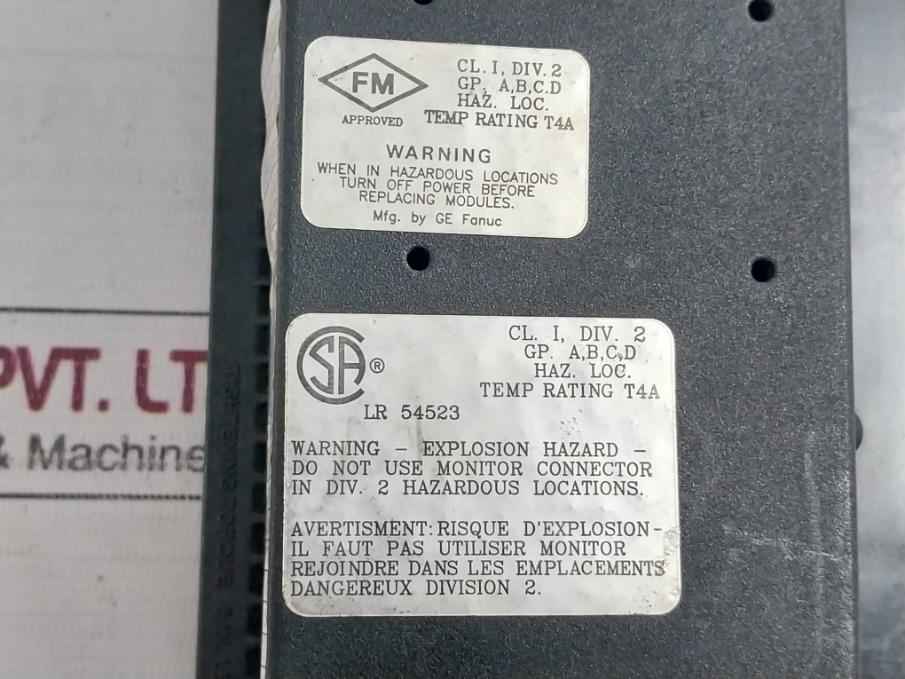 FM
APPROVED
CL. I, DIV. 2
GP. A,B,C.D
HAZ. LOC.
TEMP RATING T4A
WARNING
WHEN IN HAZARDOUS LOCATIONS
TURN OFF POWER BEFORE
REPLACING MODULES.
Mfg. by GE Fanuc
CSA ®
LR 54523
CL. I, DIV. 2
GP. A,B,C,D
HAZ. LOC.
TEMP RATING T4A
WARNING - EXPLOSION HAZARD -
DO NOT USE MONITOR CONNECTOR
IN DIV. 2 HAZARDOUS LOCATIONS.
AVERTISMENT: RISQUE D'EXPLOSION-
IL FAUT PAS UTILISER MONITOR
REJOINDRE DANS LES EMPLACEMENTS
DANGEREUX DIVISION 2.
PVT. LT
& Machine